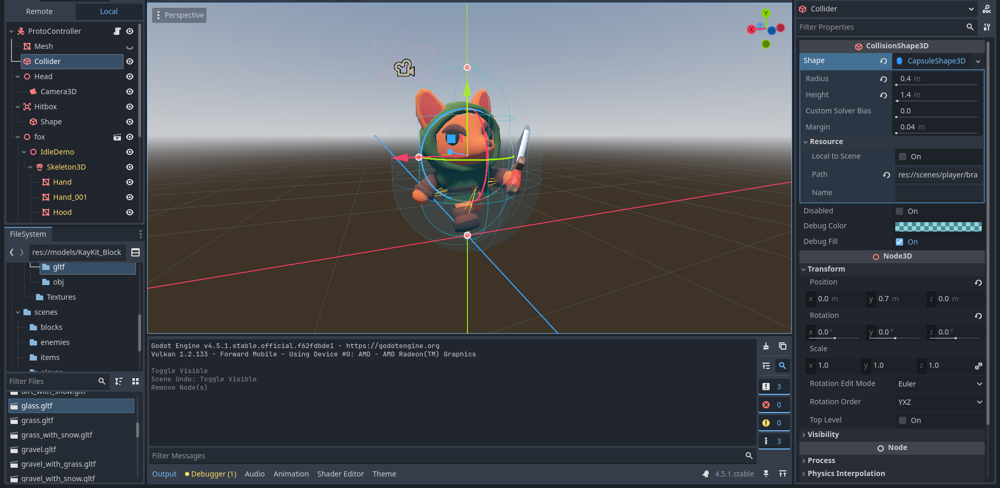 Remote Local
ProtoController
Mesh
Collider
Head
Camera3D
Hitbox
Shape
fox
IdleDemo
Skeleton3D
Hand
Hand_001
Hood
FileSystem
res://models/KayKit_Block
gltf
obj
Textures
scenes
blocks
enemies
items
Filter Files
dirt_with_snow.gltf
glass.gltf
grass.gltf
grass_with_snow.gltf
gravel.gltf
gravel_with_grass.gltf
gravel_with_snow.gltf
Perspective
Y
Z
X
Godot Engine v4.5.1.stable.official.f62fdbde1 - https://godotengine.org
Vulkan 1.2.133 - Forward Mobile - Using Device #0: AMD - AMD Radeon(TM) Graphics
Toggle Visible
Scene Undo: Toggle Visible
Remove Node(s)
3
0
0
3
Filter Messages
Output Debugger (1) Audio Animation Shader Editor Theme 4.5.1.stable
Collider DOC
Filter Properties
CollisionShape3D
Shape CapsuleShape3D
Radius 0.4 m
Height 1.4 m
Custom Solver Bias 0.0
Margin 0.04 m
Resource
Local to Scene On
Path res://scenes/player/bra
Name
Disabled On
Debug Color
Debug Fill On
Node3D
Transform
Position
x 0.0 m y 0.7 m z 0.0 m
Rotation
x 0.0 ° y 0.0 ° z 0.0 °
Scale
x 1.0 y 1.0 z 1.0
Rotation Edit Mode Euler
Rotation Order YXZ
Top Level On
Visibility
Node
Process
Physics Interpolation